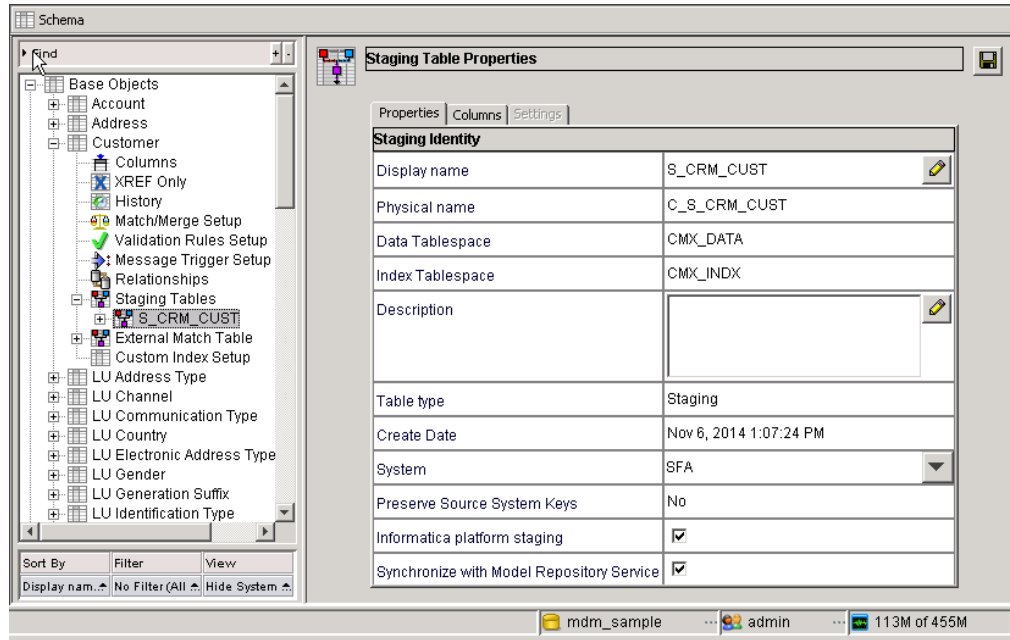 Schema
Find
+ -
Base Objects
Account
Address
Customer
Columns
XREF Only
History
Match/Merge Setup
Validation Rules Setup
Message Trigger Setup
Relationships
Staging Tables
S_CRM_CUST
External Match Table
Custom Index Setup
LU Address Type
LU Channel
LU Communication Type
LU Country
LU Electronic Address Type
LU Gender
LU Generation Suffix
LU Identification Type
Sort By Filter View
Display nam.. No Filter (All Hide System
Staging Table Properties
Properties Columns Settings
Staging Identity
Display name S_CRM_CUST
Physical name C_S_CRM_CUST
Data Tablespace CMX_DATA
Index Tablespace CMX_INDX
Description
Table type Staging
Create Date Nov 6, 2014 1:07:24 PM
System SFA
Preserve Source System Keys No
Informatica platform staging
Synchronize with Model Repository Service
mdm_sample ... admin ... 113M of 455M